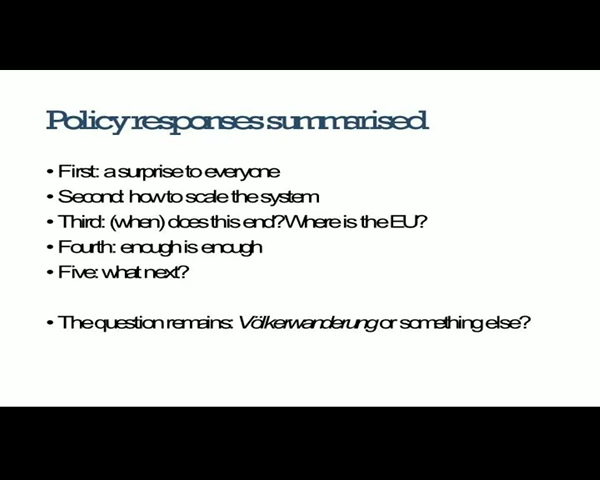 Policy responses summarised
• First: a surprise to everyone
• Second: how to scale the system
• Third: (when) does this end? Where is the EU?
• Fourth: enough is enough
• Five: what next?
• The question remains: Völkerwanderung or something else?